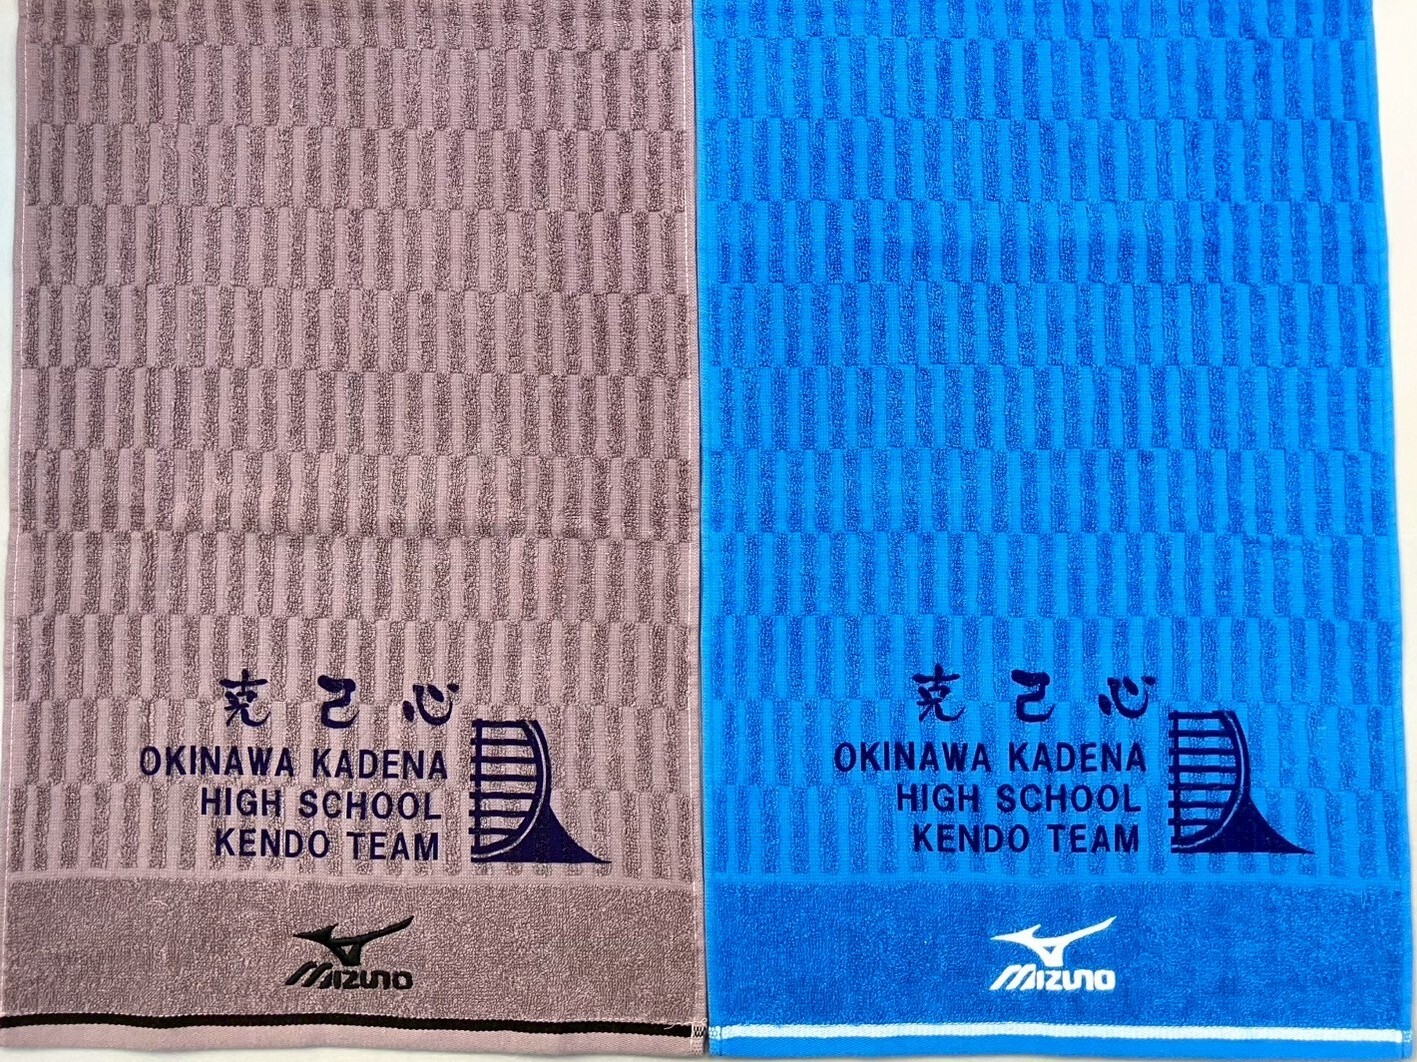 克己心
OKINAWA KADENA
HIGH SCHOOL
KENDO TEAM
MIZUNO
克己心
OKINAWA KADENA
HIGH SCHOOL
KENDO TEAM
MIZUNO